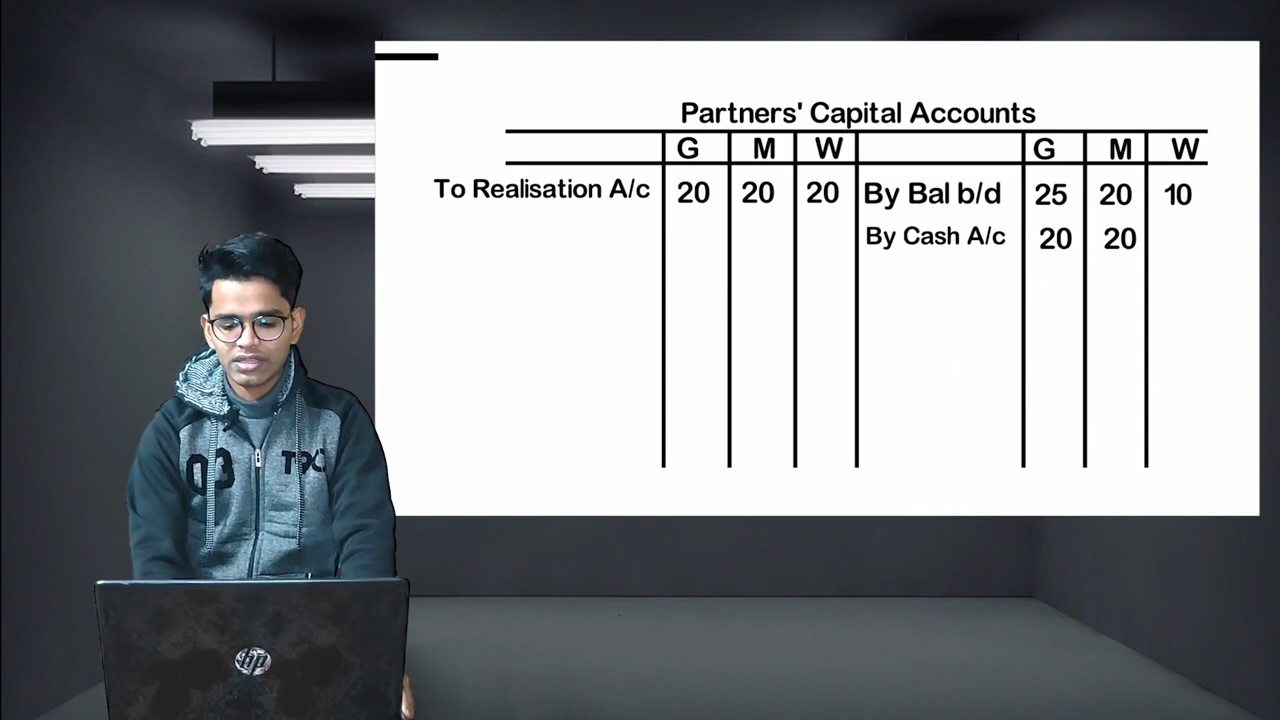 Partners' Capital Accounts
G M W G M W
To Realisation A/c 20 20 20 By Bal b/d 25 20 10
By Cash A/c 20 20
03
hp